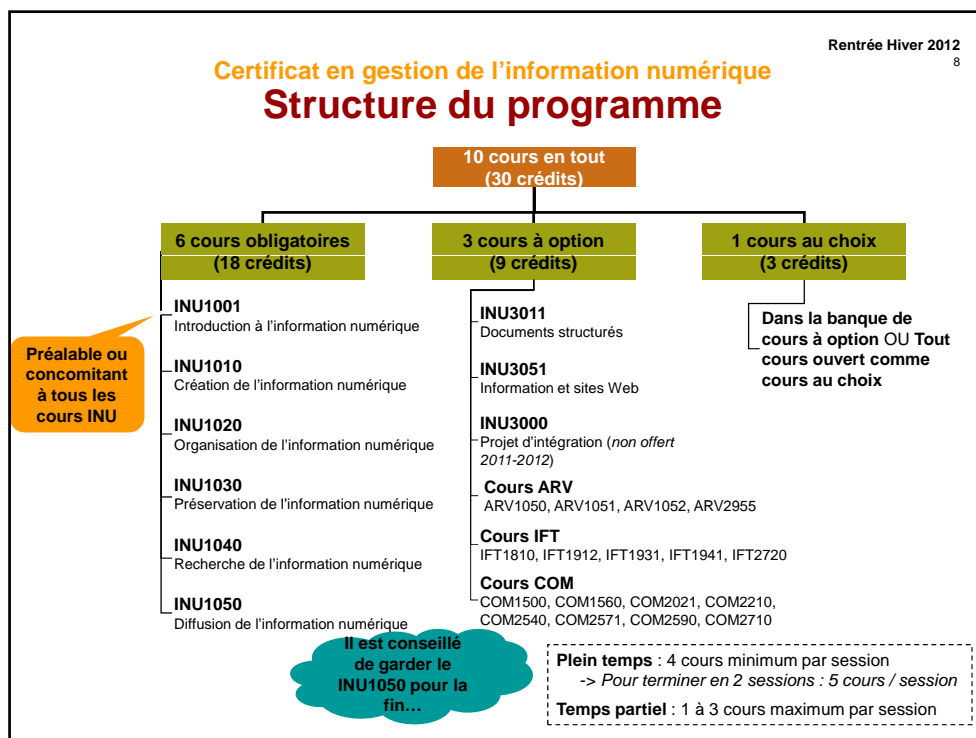 Rentrée Hiver 2012
8
Certificat en gestion de l'information numérique
Structure du programme
10 cours en tout
(30 crédits)
6 cours obligatoires
(18 crédits)
INU1001
Introduction à l'information numérique
INU1010
Création de l'information numérique
INU1020
Organisation de l'information numérique
INU1030
Préservation de l'information numérique
INU1040
Recherche de l'information numérique
INU1050
Diffusion de l'information numérique
Préalable ou
concomitant
à tous les
cours INU
3 cours à option
(9 crédits)
INU3011
Documents structurés
INU3051
Information et sites Web
INU3000
Projet d'intégration (non offert
2011-2012)
Cours ARV
ARV1050, ARV1051, ARV1052, ARV2955
Cours IFT
IFT1810, IFT1912, IFT1931, IFT1941, IFT2720
Cours COM
COM1500, COM1560, COM2021, COM2210,
COM2540, COM2571, COM2590, COM2710
1 cours au choix
(3 crédits)
Dans la banque de
cours à option OU Tout
cours ouvert comme
cours au choix
Il est conseillé
de garder le
INU1050 pour la
fin…
Plein temps : 4 cours minimum par session
-> Pour terminer en 2 sessions : 5 cours / session
Temps partiel : 1 à 3 cours maximum par session